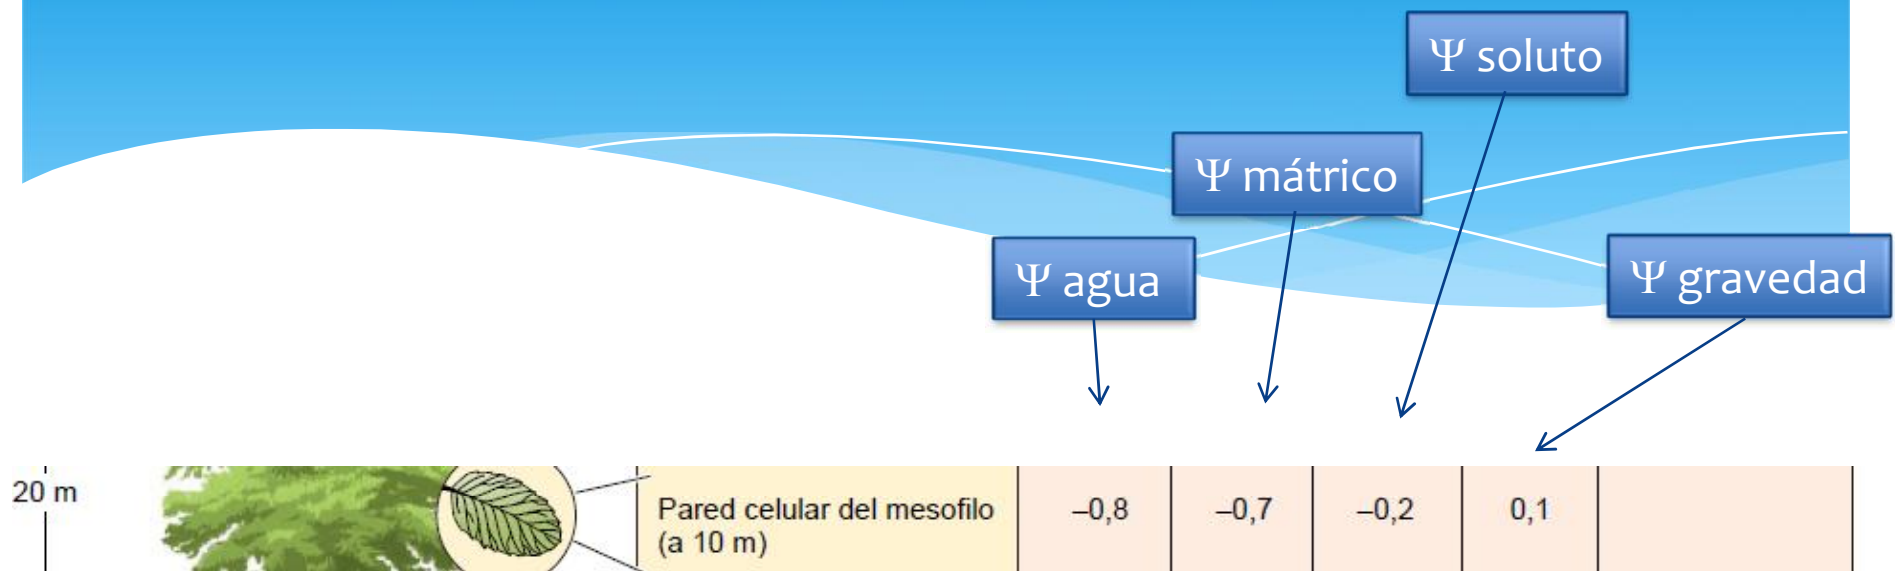 Ψ soluto
Ψ mátrico
Ψ agua
Ψ gravedad
20 m
Pared celular del mesofilo
(a 10 m)
–0,8
–0,7
–0,2
0,1